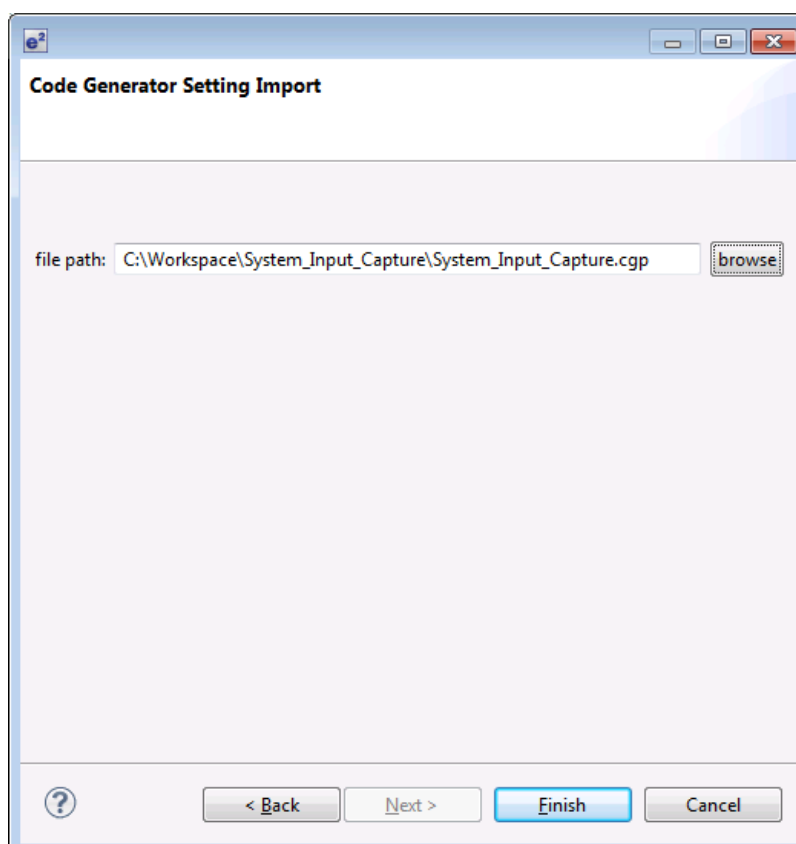 e²
Code Generator Setting Import
file path: C:\Workspace\System_Input_Capture\System_Input_Capture.cgp browse
? < Back Next > Finish Cancel